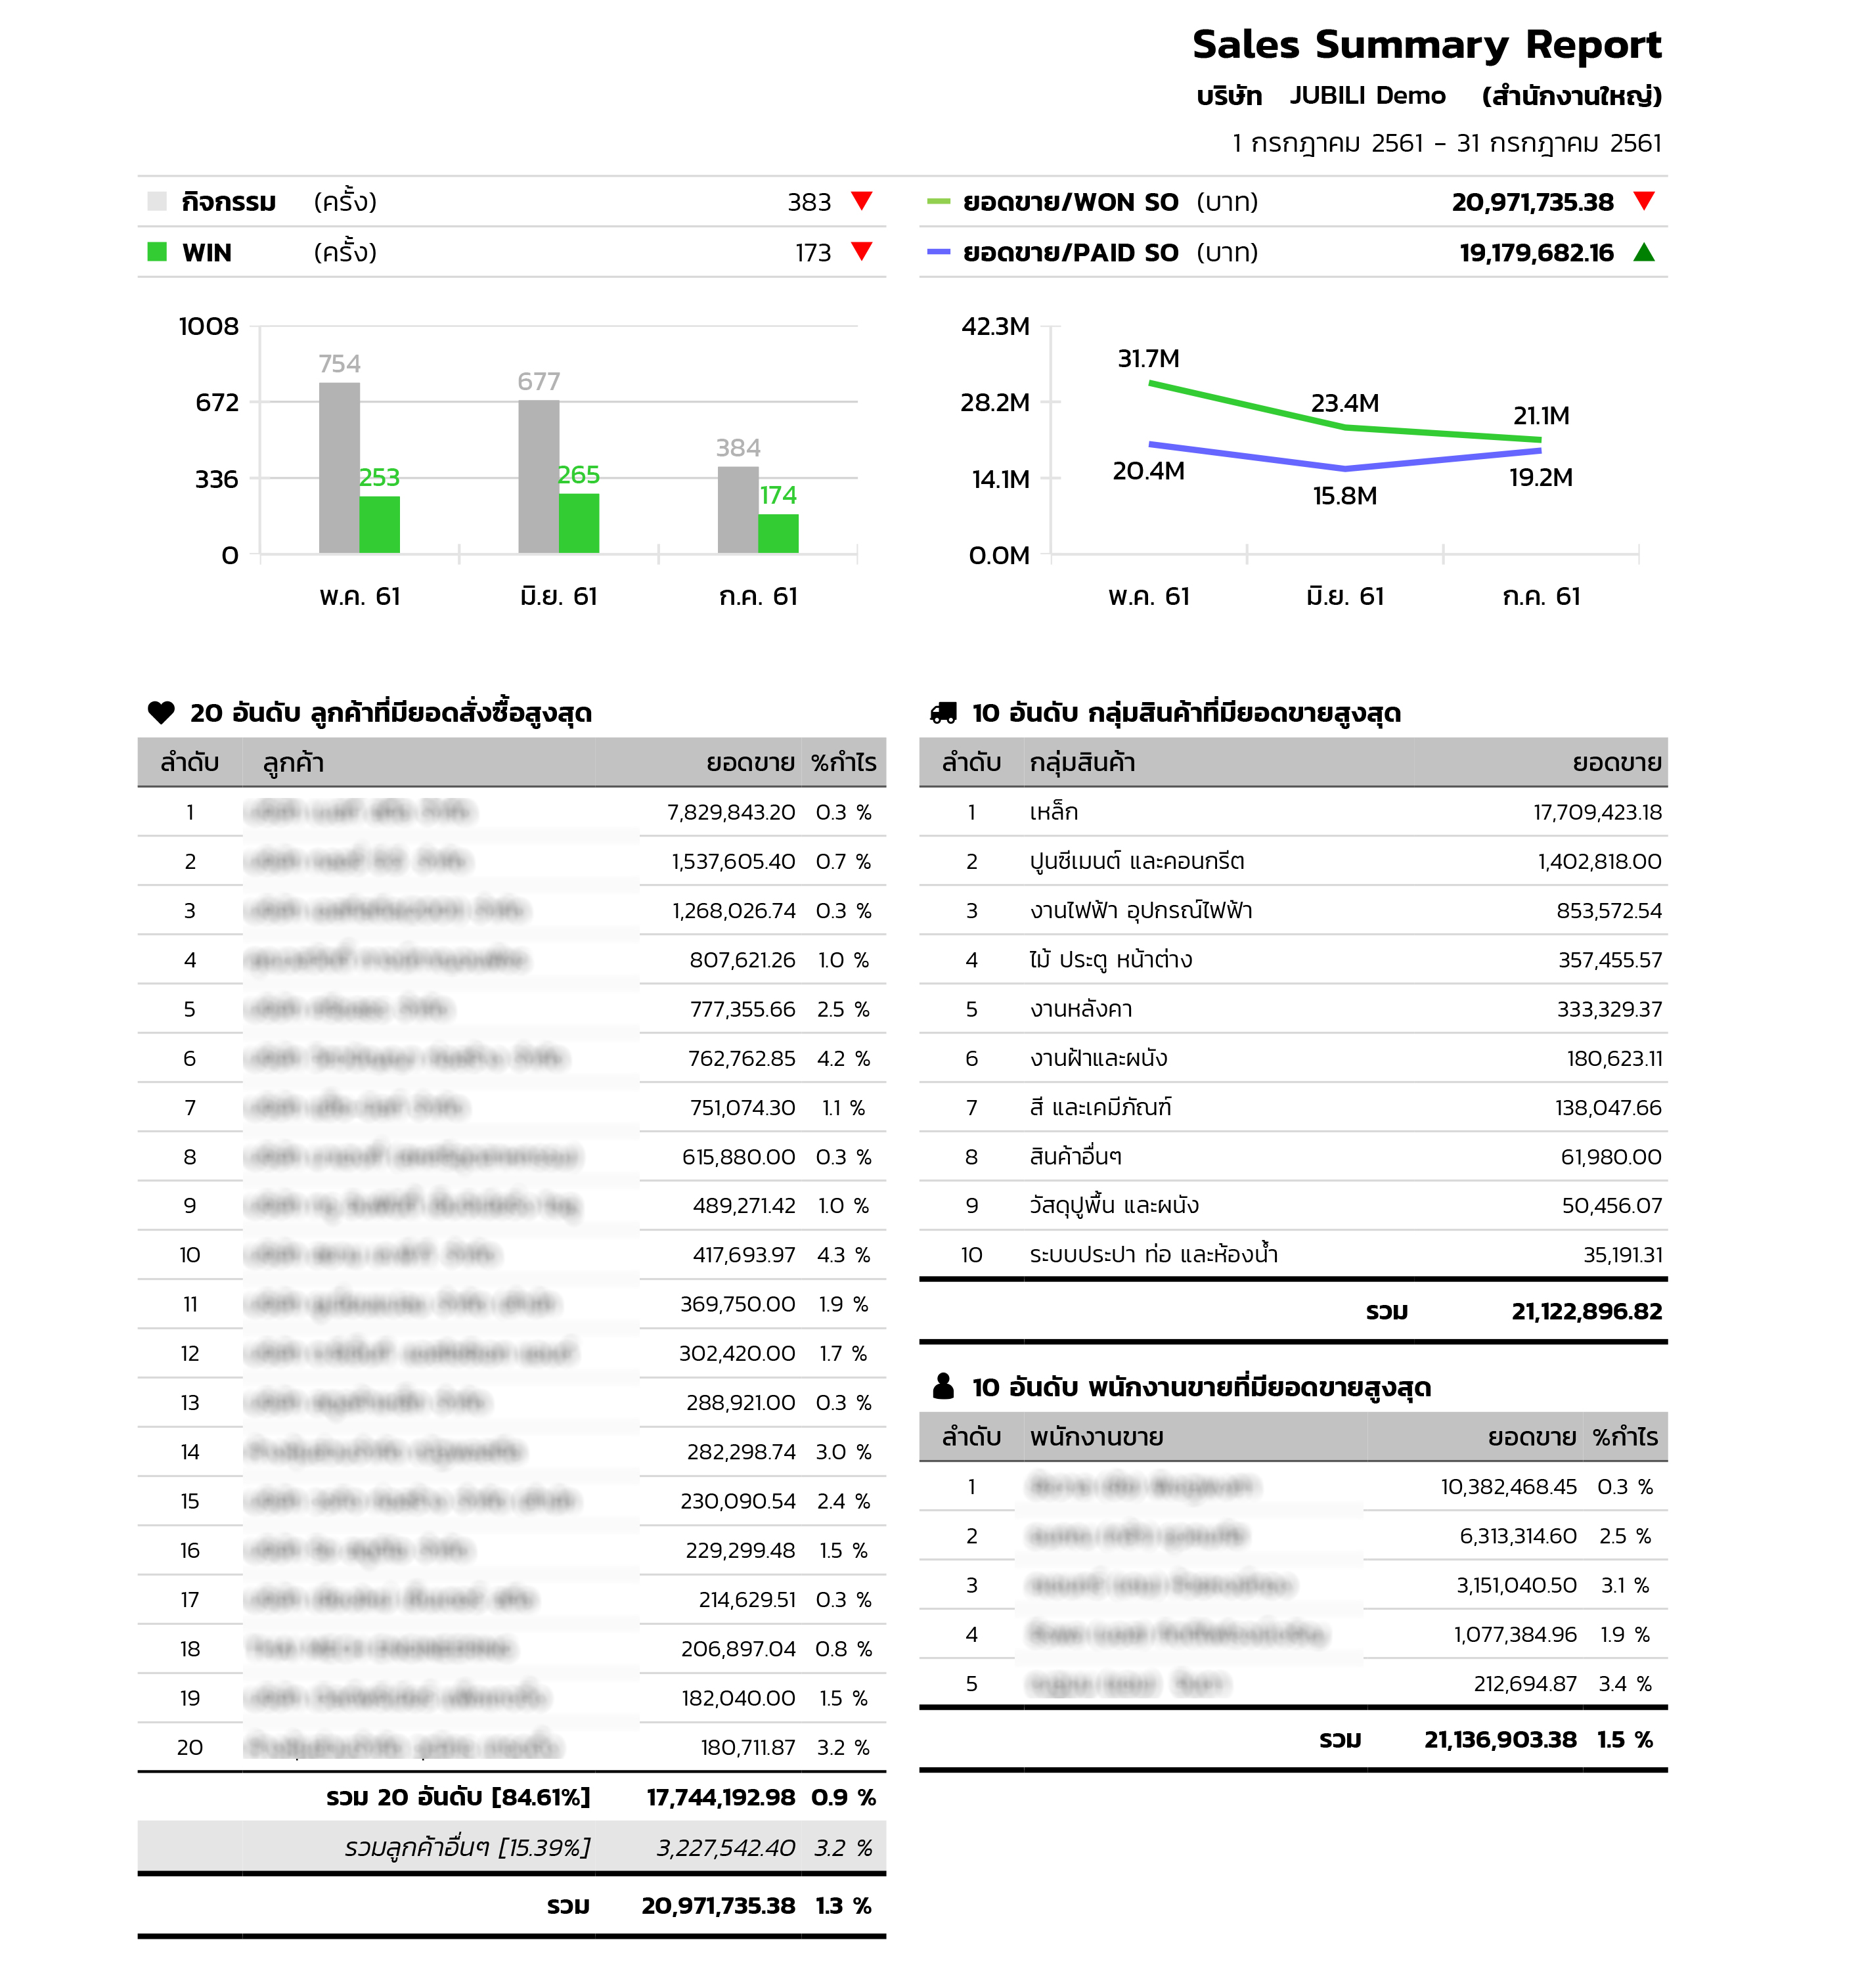 Sales Summary Report
บริษัท JUBILI Demo (สำนักงานใหญ่)
1 กรกฎาคม 2561 - 31 กรกฎาคม 2561
กิจกรรม (ครั้ง) 383
WIN (ครั้ง) 173
ยอดขาย/WON SO (บาท) 20,971,735.38
ยอดขาย/PAID SO (บาท) 19,179,682.16
1008
672
336
0
754
253
677
265
384
174
พ.ค. 61
มิ.ย. 61
ก.ค. 61
42.3M
28.2M
14.1M
0.0M
31.7M
23.4M
21.1M
20.4M
15.8M
19.2M
พ.ค. 61
มิ.ย. 61
ก.ค. 61
20 อันดับ ลูกค้าที่มียอดสั่งซื้อสูงสุด
ลำดับ ลูกค้า ยอดขาย %กำไร
1 7,829,843.20 0.3 %
2 1,537,605.40 0.7 %
3 1,268,026.74 0.3 %
4 807,621.26 1.0 %
5 777,355.66 2.5 %
6 762,762.85 4.2 %
7 751,074.30 1.1 %
8 615,880.00 0.3 %
9 489,271.42 1.0 %
10 417,693.97 4.3 %
11 369,750.00 1.9 %
12 302,420.00 1.7 %
13 288,921.00 0.3 %
14 282,298.74 3.0 %
15 230,090.54 2.4 %
16 229,299.48 1.5 %
17 214,629.51 0.3 %
18 206,897.04 0.8 %
19 182,040.00 1.5 %
20 180,711.87 3.2 %
รวม 20 อันดับ [84.61%] 17,744,192.98 0.9 %
รวมลูกค้าอื่นๆ [15.39%] 3,227,542.40 3.2 %
รวม 20,971,735.38 1.3 %
10 อันดับ กลุ่มสินค้าที่มียอดขายสูงสุด
ลำดับ กลุ่มสินค้า ยอดขาย
1 เหล็ก 17,709,423.18
2 ปูนซีเมนต์ และคอนกรีต 1,402,818.00
3 งานไฟฟ้า อุปกรณ์ไฟฟ้า 853,572.54
4 ไม้ ประตู หน้าต่าง 357,455.57
5 งานหลังคา 333,329.37
6 งานฝ้าและผนัง 180,623.11
7 สี และเคมีภัณฑ์ 138,047.66
8 สินค้าอื่นๆ 61,980.00
9 วัสดุปูพื้น และผนัง 50,456.07
10 ระบบประปา ท่อ และห้องน้ำ 35,191.31
รวม 21,122,896.82
10 อันดับ พนักงานขายที่มียอดขายสูงสุด
ลำดับ พนักงานขาย ยอดขาย %กำไร
1 10,382,468.45 0.3 %
2 6,313,314.60 2.5 %
3 3,151,040.50 3.1 %
4 1,077,384.96 1.9 %
5 212,694.87 3.4 %
รวม 21,136,903.38 1.5 %